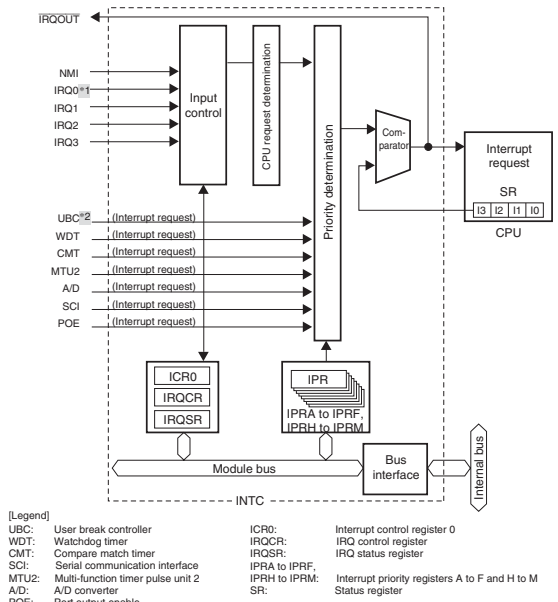 IRQOUT
NMI
IRQ0*1
IRQ1
IRQ2
IRQ3
Input
control
CPU request determination
Priority determination
Com-
parator
Interrupt
request
SR
I3 I2 I1 I0
CPU
UBC*2 (Interrupt request)
WDT (Interrupt request)
CMT (Interrupt request)
MTU2 (Interrupt request)
A/D (Interrupt request)
SCI (Interrupt request)
POE (Interrupt request)
ICR0
IRQCR
IRQSR
IPR
IPRA to IPRF,
IPRH to IPRM
Module bus
Bus
interface
Internal bus
INTC
[Legend]
UBC: User break controller
WDT: Watchdog timer
CMT: Compare match timer
SCI: Serial communication interface
MTU2: Multi-function timer pulse unit 2
A/D: A/D converter
POE: Port output enable
ICR0: Interrupt control register 0
IRQCR: IRQ control register
IRQSR: IRQ status register
IPRA to IPRF,
IPRH to IPRM: Interrupt priority registers A to F and H to M
SR: Status register